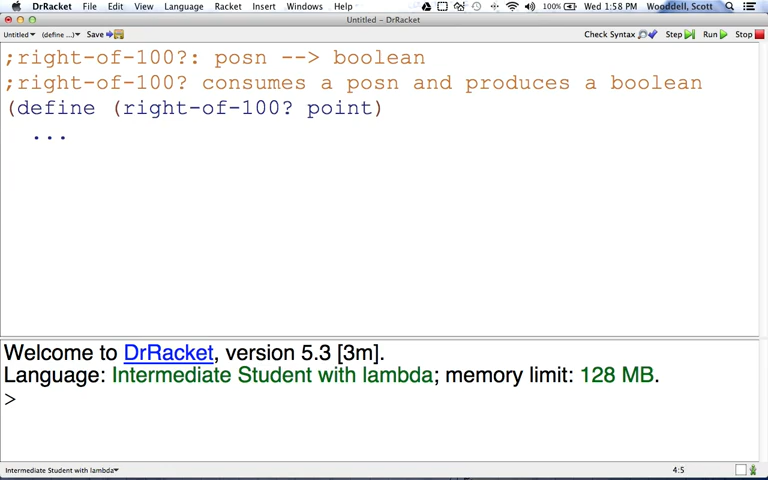 DrRacket File Edit View Language Racket Insert Windows Help 100% Wed 1:58 PM Wooddell, Scott
Untitled - DrRacket
Untitled (define ...) Save Check Syntax Step Run Stop
;right-of-100?: posn --> boolean
;right-of-100? consumes a posn and produces a boolean
(define (right-of-100? point)
...
Welcome to DrRacket, version 5.3 [3m].
Language: Intermediate Student with lambda; memory limit: 128 MB.
>
Intermediate Student with lambda 4:5